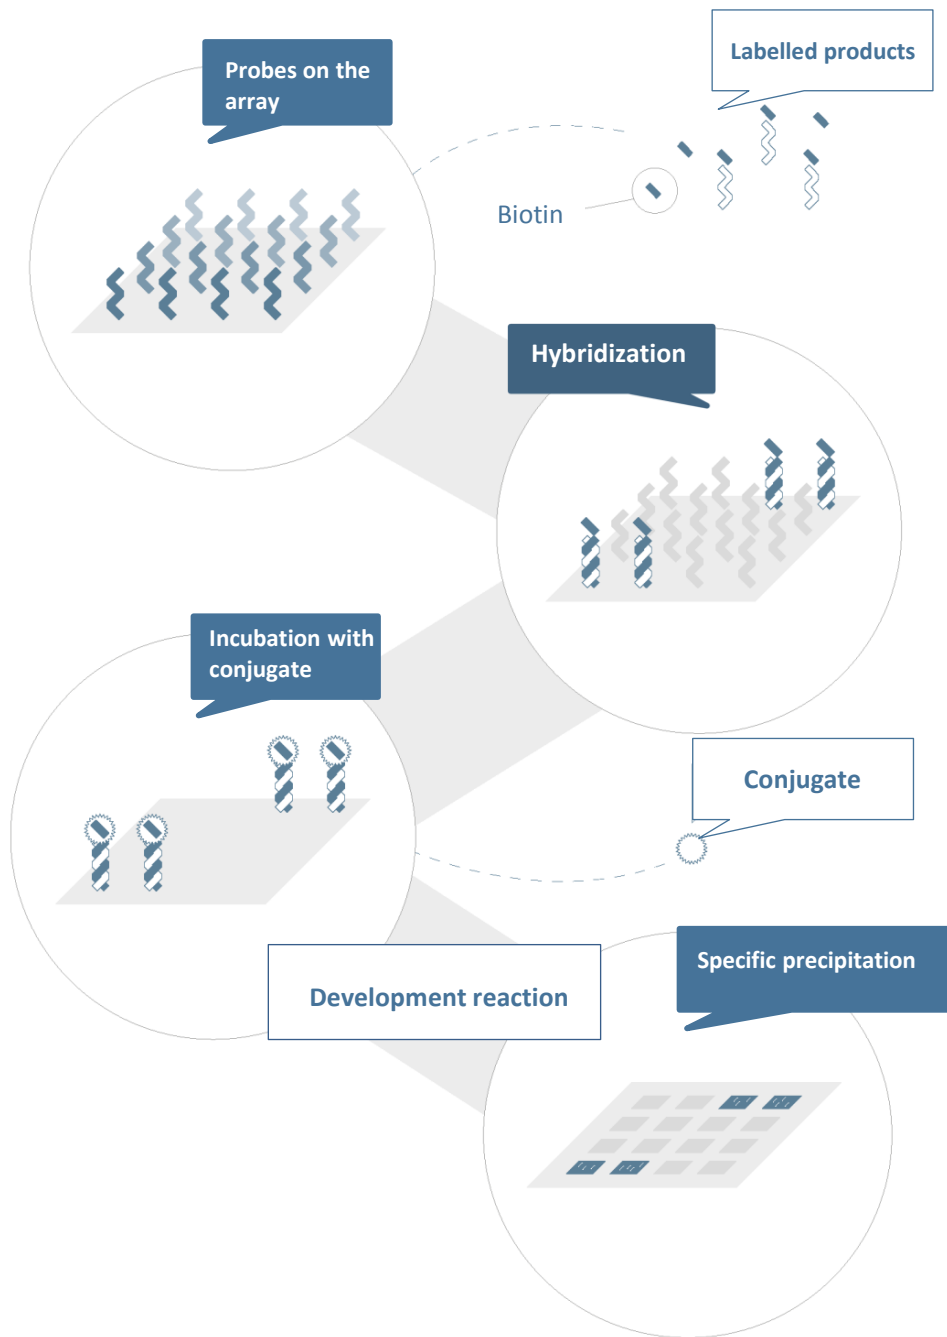 Probes on the
array
Labelled products
Biotin
Hybridization
Incubation with
conjugate
Conjugate
Development reaction
Specific precipitation